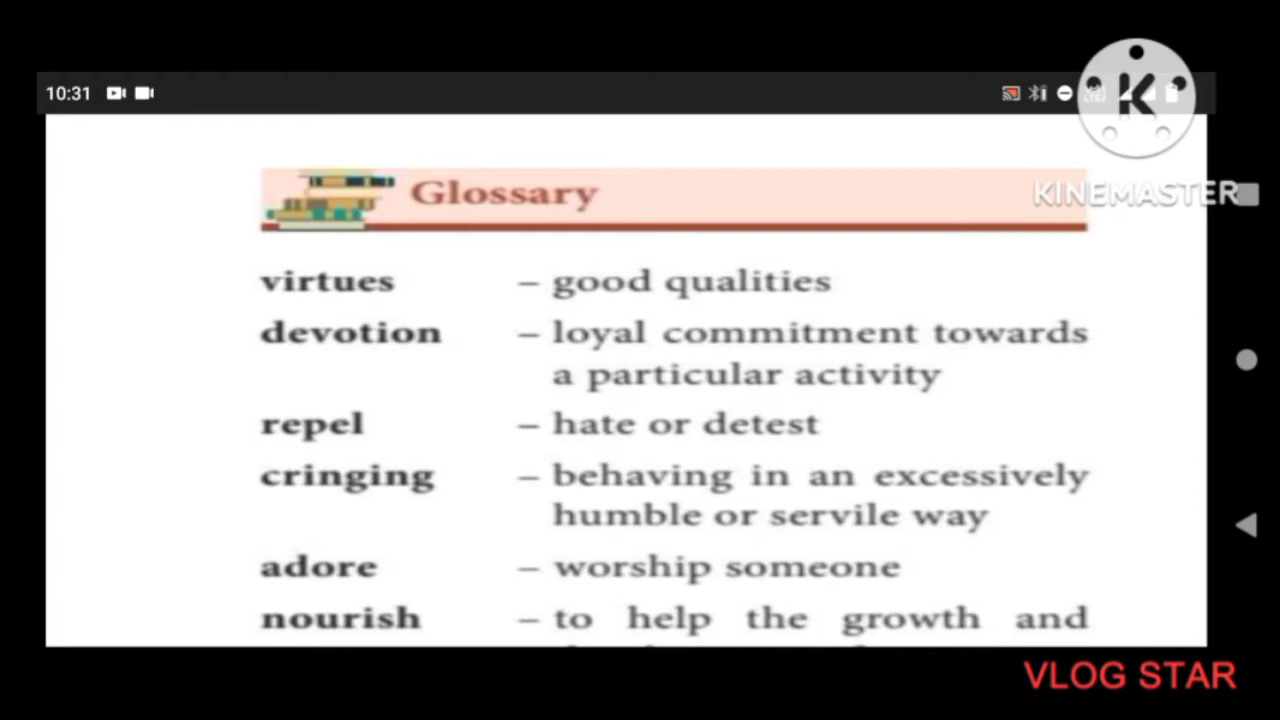 10:31
K
KINEMASTER
Glossary
virtues – good qualities
devotion – loyal commitment towards
a particular activity
repel – hate or detest
cringing – behaving in an excessively
humble or servile way
adore – worship someone
nourish – to help the growth and
VLOG STAR